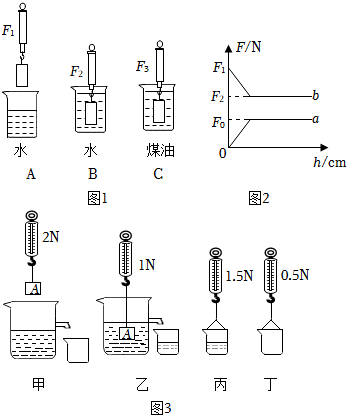 F₁ F₂ F₃
水 水 煤油
A B C
图1
F/N
F₁
F₂ b
F₀ a
0 h/cm
图2
2N 1N 1.5N 0.5N
A A
甲 乙 丙 丁
图3